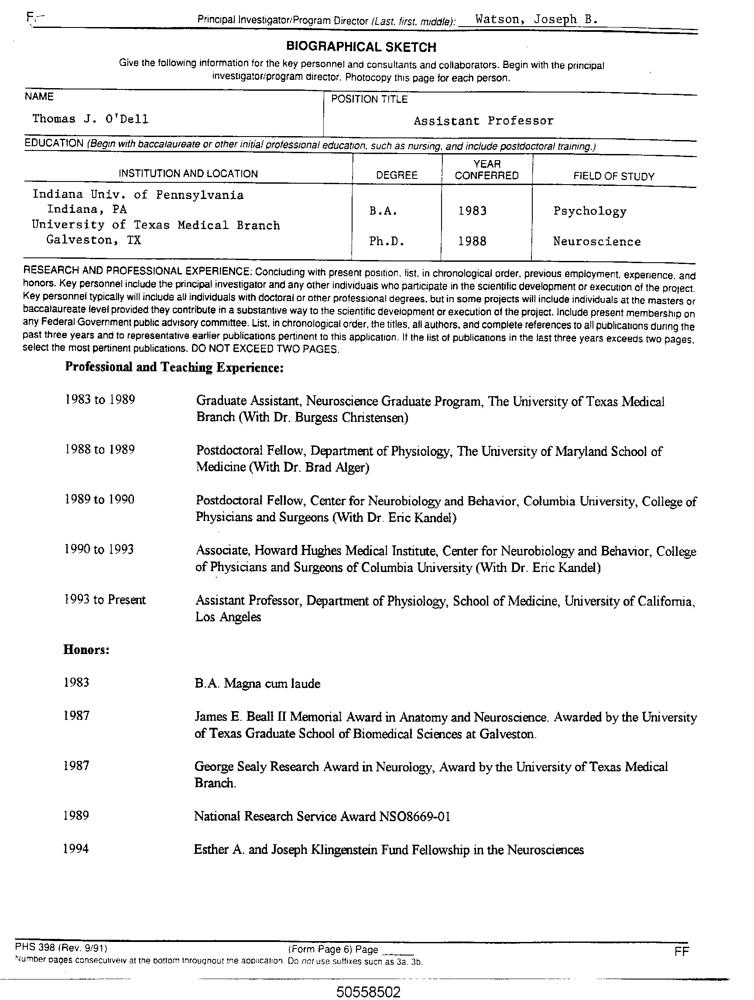 F
Principal Investigator/Program Director (Last, first, middle): Watson, Joseph B.
BIOGRAPHICAL SKETCH
Give the following information for the key personnel and consultants and collaborators. Begin with the principal
investigator/program director. Photocopy this page for each person.
NAME
POSITION TITLE
Thomas J. O'Dell
Assistant Professor
EDUCATION (Begin with baccalaureate or other initial professional education, such as nursing, and include postdoctoral training.)
INSTITUTION AND LOCATION
DEGREE
YEAR
CONFERRED
FIELD OF STUDY
Indiana Univ. of Pennsylvania
Indiana, PA B.A. 1983 Psychology
University of Texas Medical Branch
Galveston, TX Ph.D. 1988 Neuroscience
RESEARCH AND PROFESSIONAL EXPERIENCE: Concluding with present position, list, in chronological order, previous employment, experience, and
honors. Key personnel include the principal investigator and any other individuals who participate in the scientific development or execution of the project.
Key personnel typically will include all individuals with doctoral or other professional degrees, but in some projects will include individuals at the masters or
baccalaureate level provided they contribute in a substantive way to the scientific development or execution of the project. Include present membership on
any Federal Government public advisory committee. List, in chronological order, the titles, all authors, and complete references to all publications during the
past three years and to representative earlier publications pertinent to this application. If the list of publications in the last three years exceeds two pages,
select the most pertinent publications. DO NOT EXCEED TWO PAGES.
Professional and Teaching Experience:
1983 to 1989 Graduate Assistant, Neuroscience Graduate Program, The University of Texas Medical
Branch (With Dr. Burgess Christensen)
1988 to 1989 Postdoctoral Fellow, Department of Physiology, The University of Maryland School of
Medicine (With Dr. Brad Alger)
1989 to 1990 Postdoctoral Fellow, Center for Neurobiology and Behavior, Columbia University, College of
Physicians and Surgeons (With Dr. Eric Kandel)
1990 to 1993 Associate, Howard Hughes Medical Institute, Center for Neurobiology and Behavior, College
of Physicians and Surgeons of Columbia University (With Dr. Eric Kandel)
1993 to Present Assistant Professor, Department of Physiology, School of Medicine, University of California,
Los Angeles
Honors:
1983 B.A. Magna cum laude
1987 James E. Beall II Memorial Award in Anatomy and Neuroscience. Awarded by the University
of Texas Graduate School of Biomedical Sciences at Galveston.
1987 George Sealy Research Award in Neurology, Award by the University of Texas Medical
Branch.
1989 National Research Service Award NSO8669-01
1994 Esther A. and Joseph Klingenstein Fund Fellowship in the Neurosciences
PHS 398 (Rev. 9/91) (Form Page 6) Page FF
Number pages consecutively at the bottom throughout the application. Do not use suffixes such as 3a, 3b.
50558502